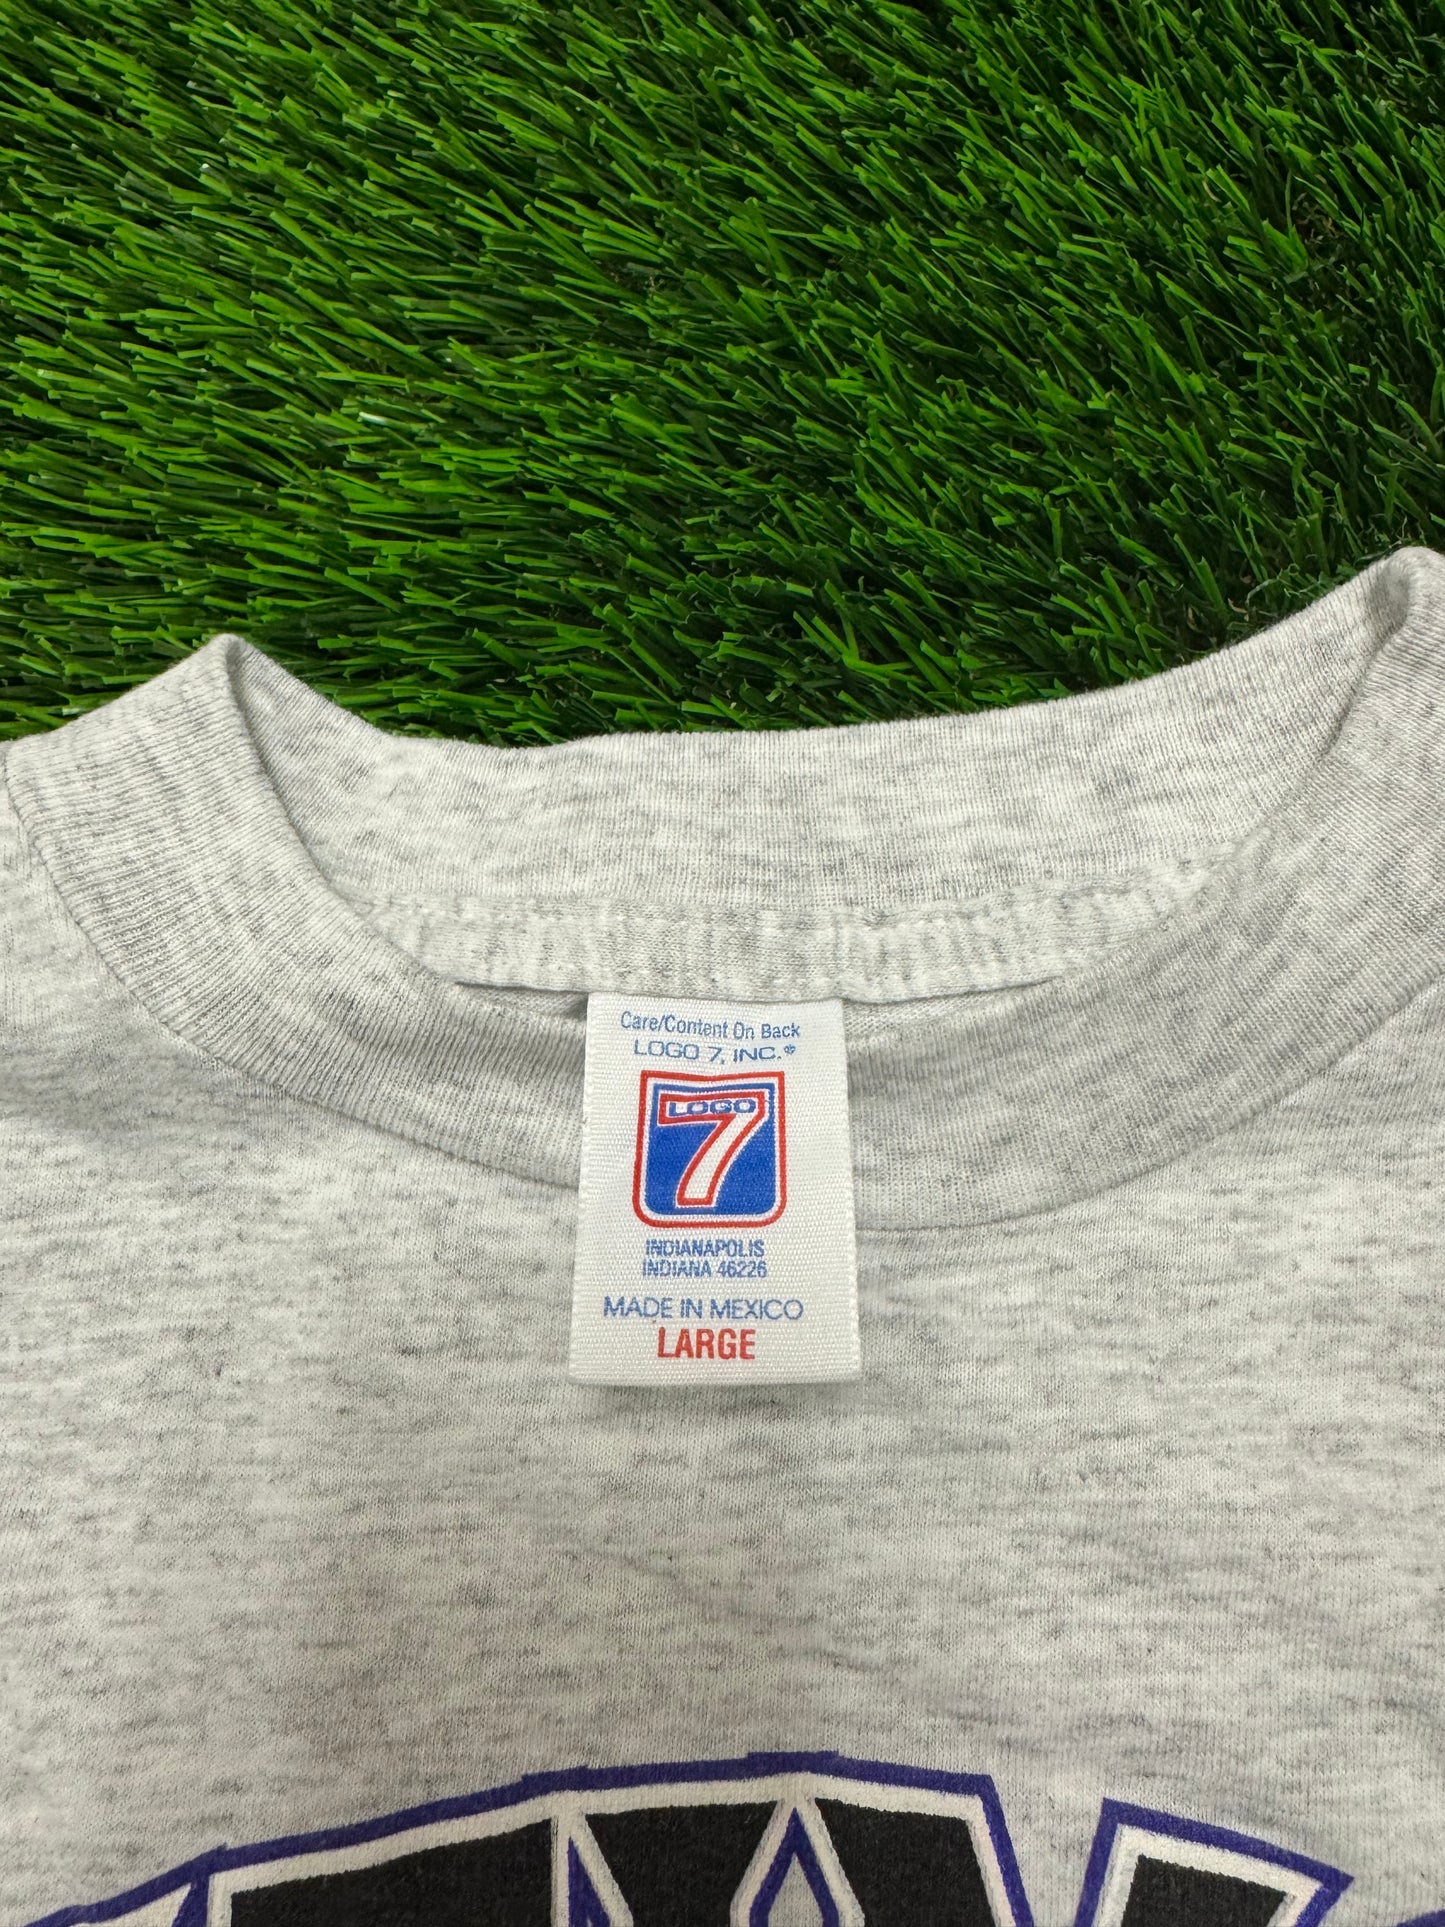 Care/Content On Back
LOGO 7, INC.®
LOGO
7
INDIANAPOLIS
INDIANA 46226
MADE IN MEXICO
LARGE